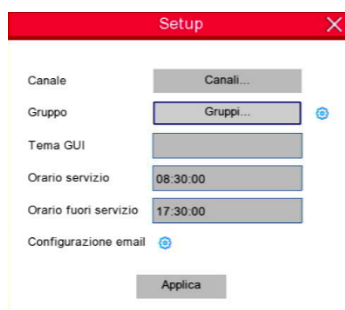 Setup
Canale Canali...
Gruppo Gruppi...
Tema GUI
Orario servizio 08:30:00
Orario fuori servizio 17:30:00
Configurazione email
Applica